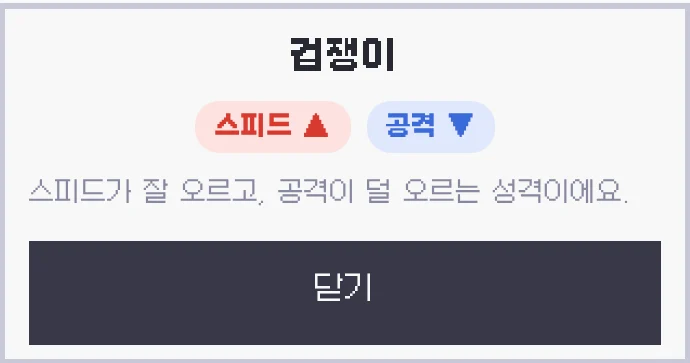 겁쟁이
스피드 ▲ 공격 ▼
스피드가 잘 오르고, 공격이 덜 오르는 성격이에요.
닫기